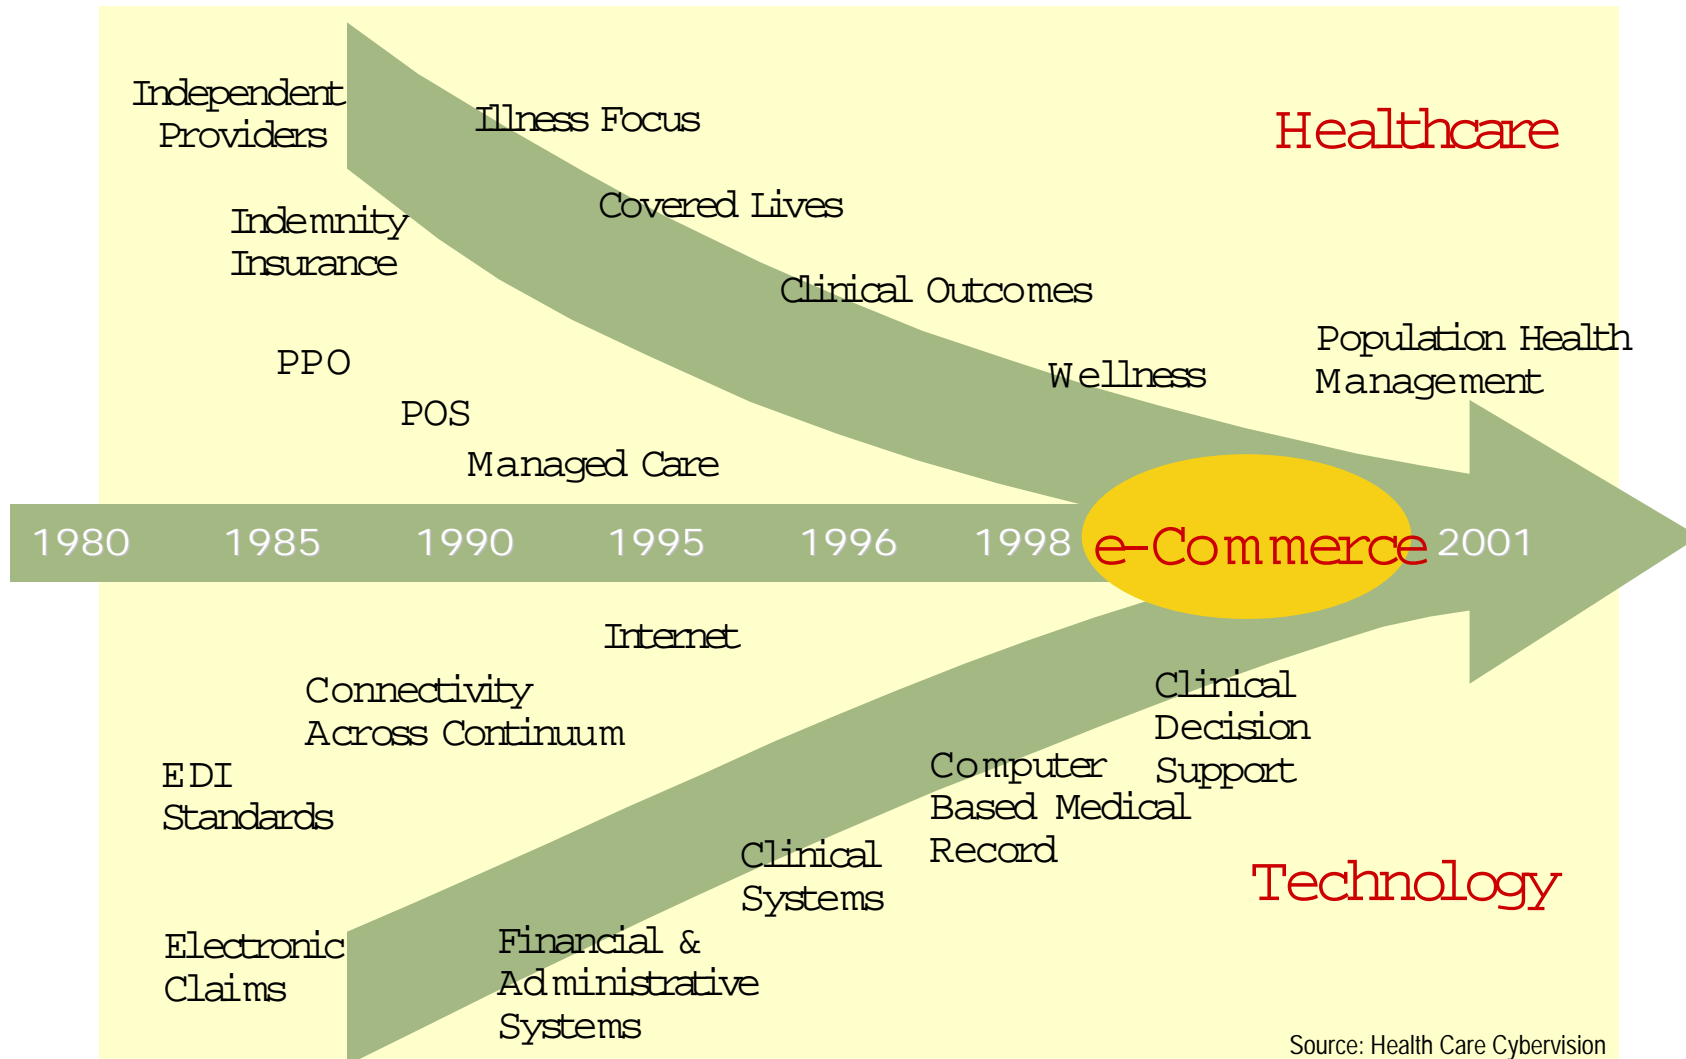 Independent
Providers
Illness Focus
Healthcare
Covered Lives
Indemnity
Insurance
Clinical Outcomes
Population Health
Management
PPO
Wellness
POS
Managed Care
1980 1985 1990 1995 1996 1998 e-Commerce 2001
Internet
Connectivity
Across Continuum
Clinical
Decision
Support
EDI
Standards
Computer
Based Medical
Record
Clinical
Systems
Technology
Electronic
Claims
Financial &
Administrative
Systems
Source: Health Care Cybervision